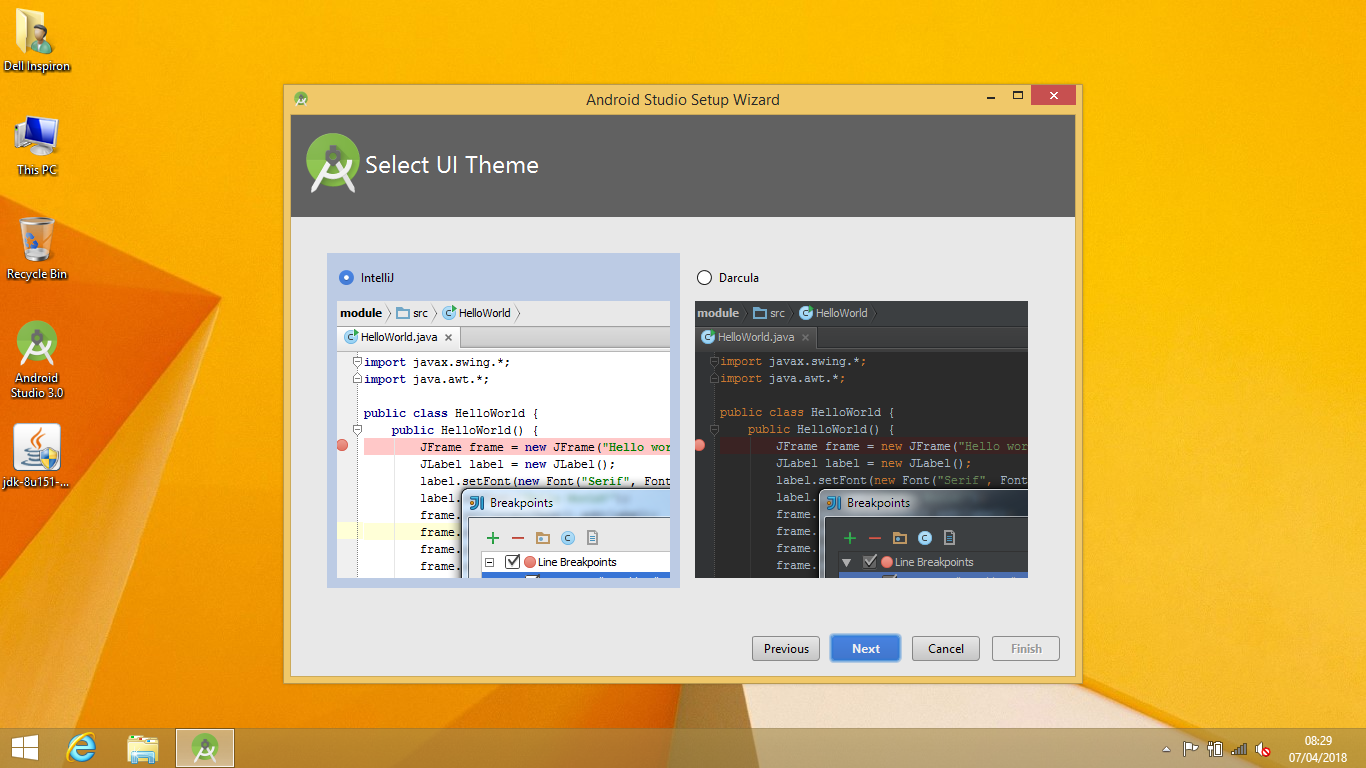 Dell Inspiron
This PC
Recycle Bin
Android
Studio 3.0
jdk-8u151-...
Android Studio Setup Wizard
Select UI Theme
IntelliJ
module
src
HelloWorld
HelloWorld.java
import javax.swing.*;
import java.awt.*;
public class HelloWorld {
public HelloWorld() {
JFrame frame = new JFrame("Hello wor
JLabel label = new JLabel();
label.setFont(new Font("Serif", Font
label.
frame.
frame.
frame.
frame.
Breakpoints
C
Line Breakpoints
Darcula
module
src
HelloWorld
HelloWorld.java
import javax.swing.*;
import java.awt.*;
public class HelloWorld {
public HelloWorld() {
JFrame frame = new JFrame("Hello wor
JLabel label = new JLabel();
label.setFont(new Font("Serif", Font
label.
frame.
frame.
frame.
frame.
Breakpoints
C
Line Breakpoints
Previous
Next
Cancel
Finish
08:29
07/04/2018